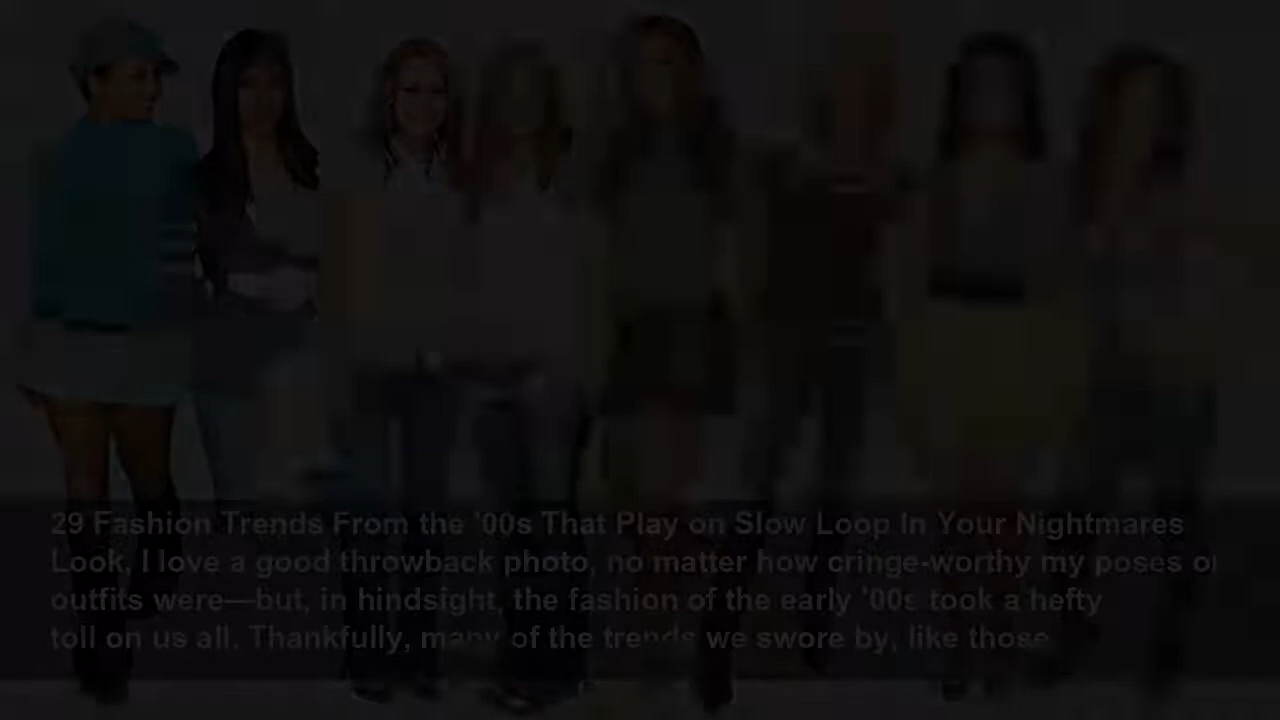 29 Fashion Trends From the '00s That Play on Slow Loop In Your Nightmares
Look, I love a good throwback photo, no matter how cringe-worthy my poses or
outfits were—but, in hindsight, the fashion of the early '00s took a hefty
toll on us all. Thankfully, many of the trends we swore by, like those